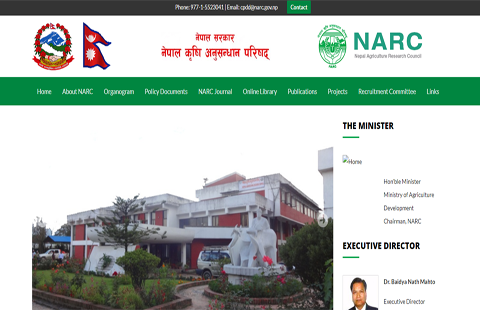 Phone: 977-1-5523041 | Email: cpdd@narc.gov.np
Contact
नेपाल सरकार
नेपाल कृषि अनुसन्धान परिषद्
NARC
NARC
Nepal Agriculture Research Council
Home About NARC Organogram Policy Documents NARC Journal Online Library Publications Projects Recruitment Committee Links
THE MINISTER
Home
Hon'ble Minister
Ministry of Agriculture
Development
Chairman, NARC
EXECUTIVE DIRECTOR
Dr. Baidya Nath Mahto
Executive Director